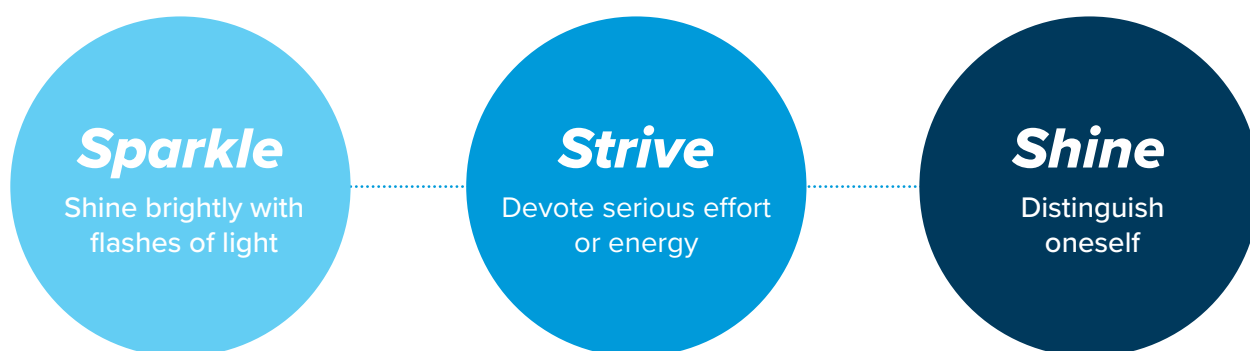 Sparkle
Shine brightly with
flashes of light
Strive
Devote serious effort
or energy
Shine
Distinguish
oneself